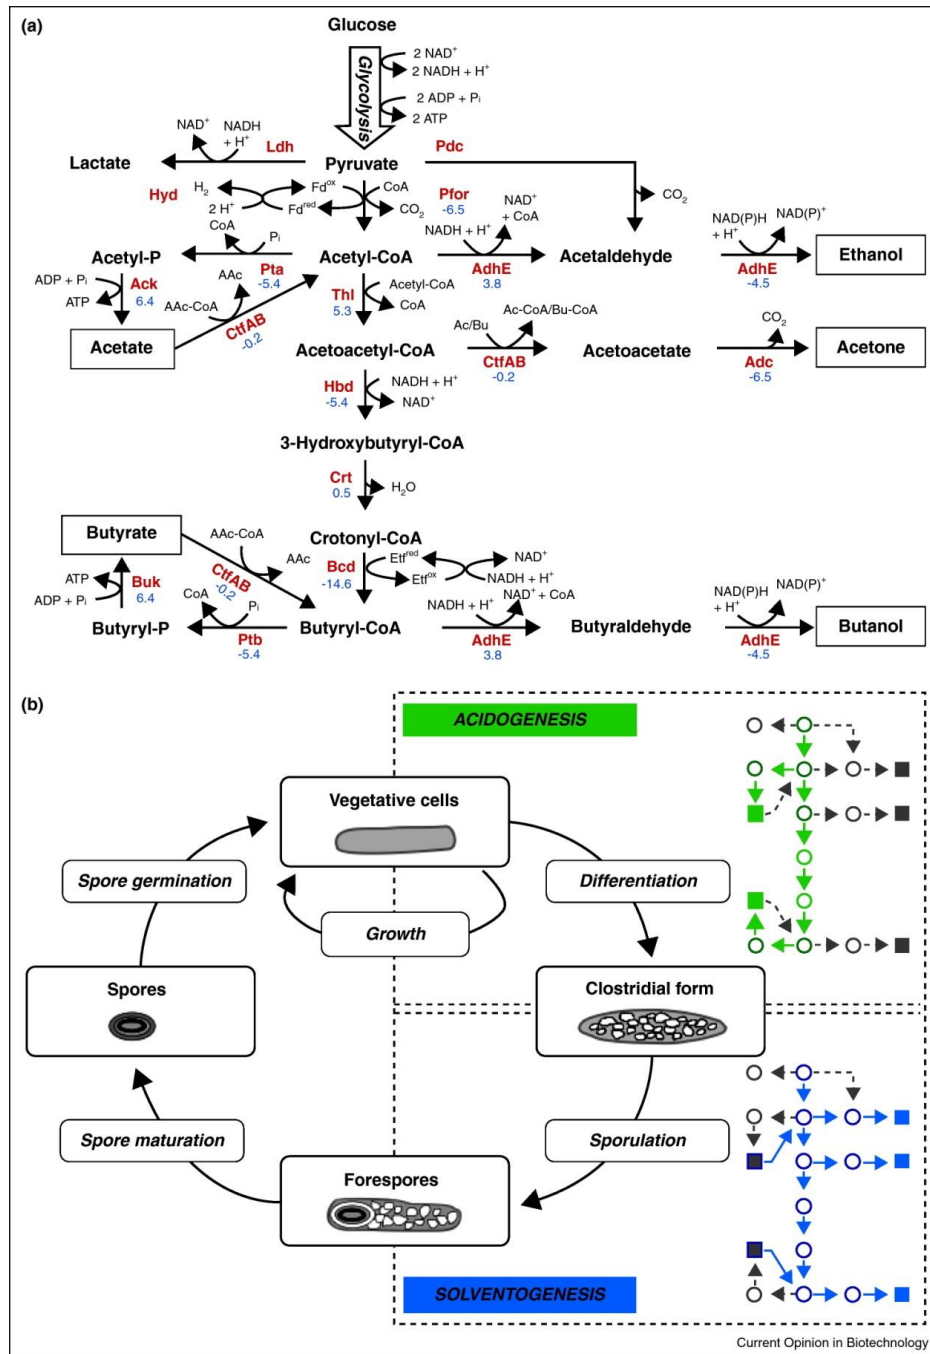 (a)
Glucose
Glycolysis
2 NAD⁺
2 NADH + H⁺
2 ADP + Pᵢ
2 ATP
NAD⁺
NADH
+ H⁺
Ldh
Lactate
Pyruvate
Pdc
Hyd
H₂
2 H⁺
Fdᵒˣ
Fdʳᵉᵈ
CoA
CO₂
Pfor
-6.5
CO₂
CoA
Pᵢ
NADH + H⁺
NAD⁺
+ CoA
NAD(P)H
+ H⁺
NAD(P)⁺
Acetyl-P
Pta
-5.4
Acetyl-CoA
AdhE
3.8
Acetaldehyde
AdhE
-4.5
Ethanol
ADP + Pᵢ
ATP
Ack
6.4
AAc
AAc-CoA
CtfAB
-0.2
Thl
5.3
Acetyl-CoA
CoA
Ac/Bu
Ac-CoA/Bu-CoA
CO₂
Acetate
Acetoacetyl-CoA
CtfAB
-0.2
Acetoacetate
Adc
-6.5
Acetone
Hbd
-5.4
NADH + H⁺
NAD⁺
3-Hydroxybutyryl-CoA
Crt
0.5
H₂O
Butyrate
AAc-CoA
AAc
CtfAB
-0.2
Crotonyl-CoA
Bcd
-14.6
Etfʳᵉᵈ
Etfᵒˣ
NAD⁺
NADH + H⁺
ATP
ADP + Pᵢ
Buk
6.4
CoA
Pᵢ
NADH + H⁺
NAD⁺ + CoA
NAD(P)H
+ H⁺
NAD(P)⁺
Butyryl-P
Ptb
-5.4
Butyryl-CoA
AdhE
3.8
Butyraldehyde
AdhE
-4.5
Butanol
(b)
ACIDOGENESIS
Vegetative cells
Spore germination
Differentiation
Growth
Spores
Clostridial form
Spore maturation
Sporulation
Forespores
SOLVENTOGENESIS
Current Opinion in Biotechnology